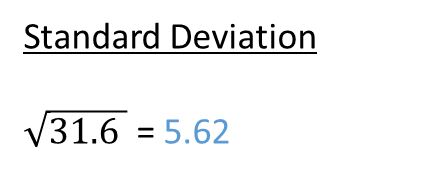 Standard Deviation
√31.6 = 5.62